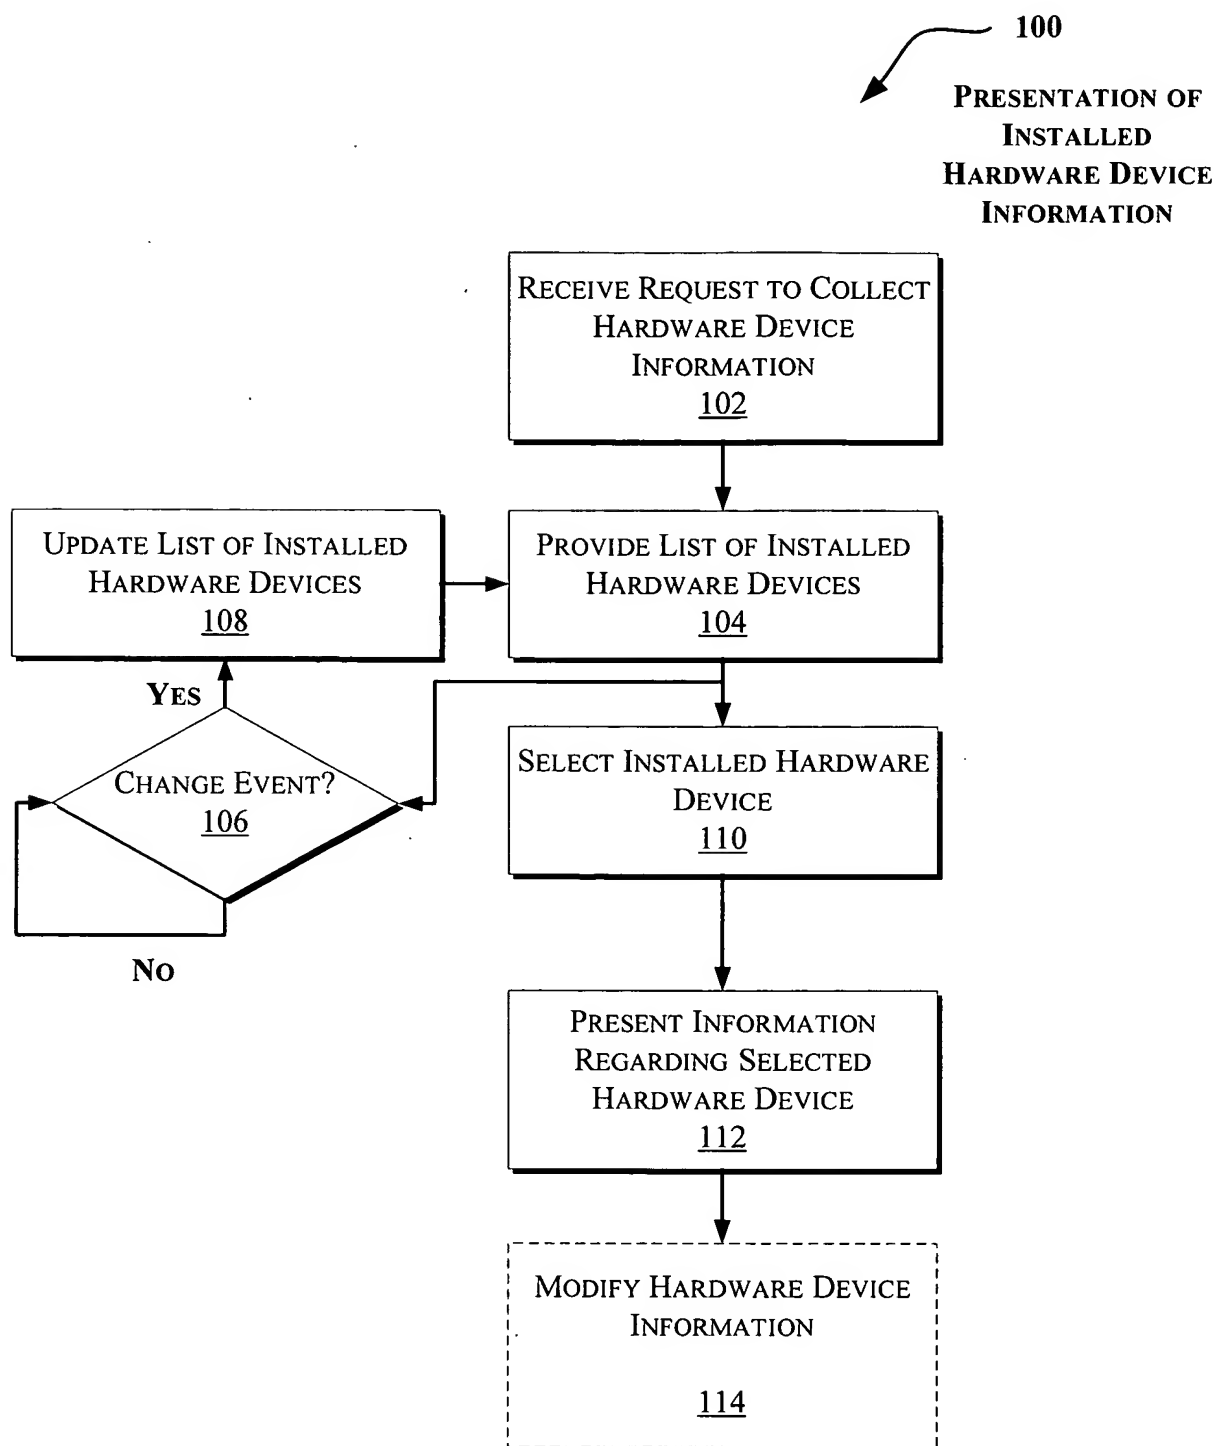 100
PRESENTATION OF
INSTALLED
HARDWARE DEVICE
INFORMATION
RECEIVE REQUEST TO COLLECT
HARDWARE DEVICE
INFORMATION
102
UPDATE LIST OF INSTALLED
HARDWARE DEVICES
108
PROVIDE LIST OF INSTALLED
HARDWARE DEVICES
104
YES
CHANGE EVENT?
106
NO
SELECT INSTALLED HARDWARE
DEVICE
110
PRESENT INFORMATION
REGARDING SELECTED
HARDWARE DEVICE
112
MODIFY HARDWARE DEVICE
INFORMATION
114